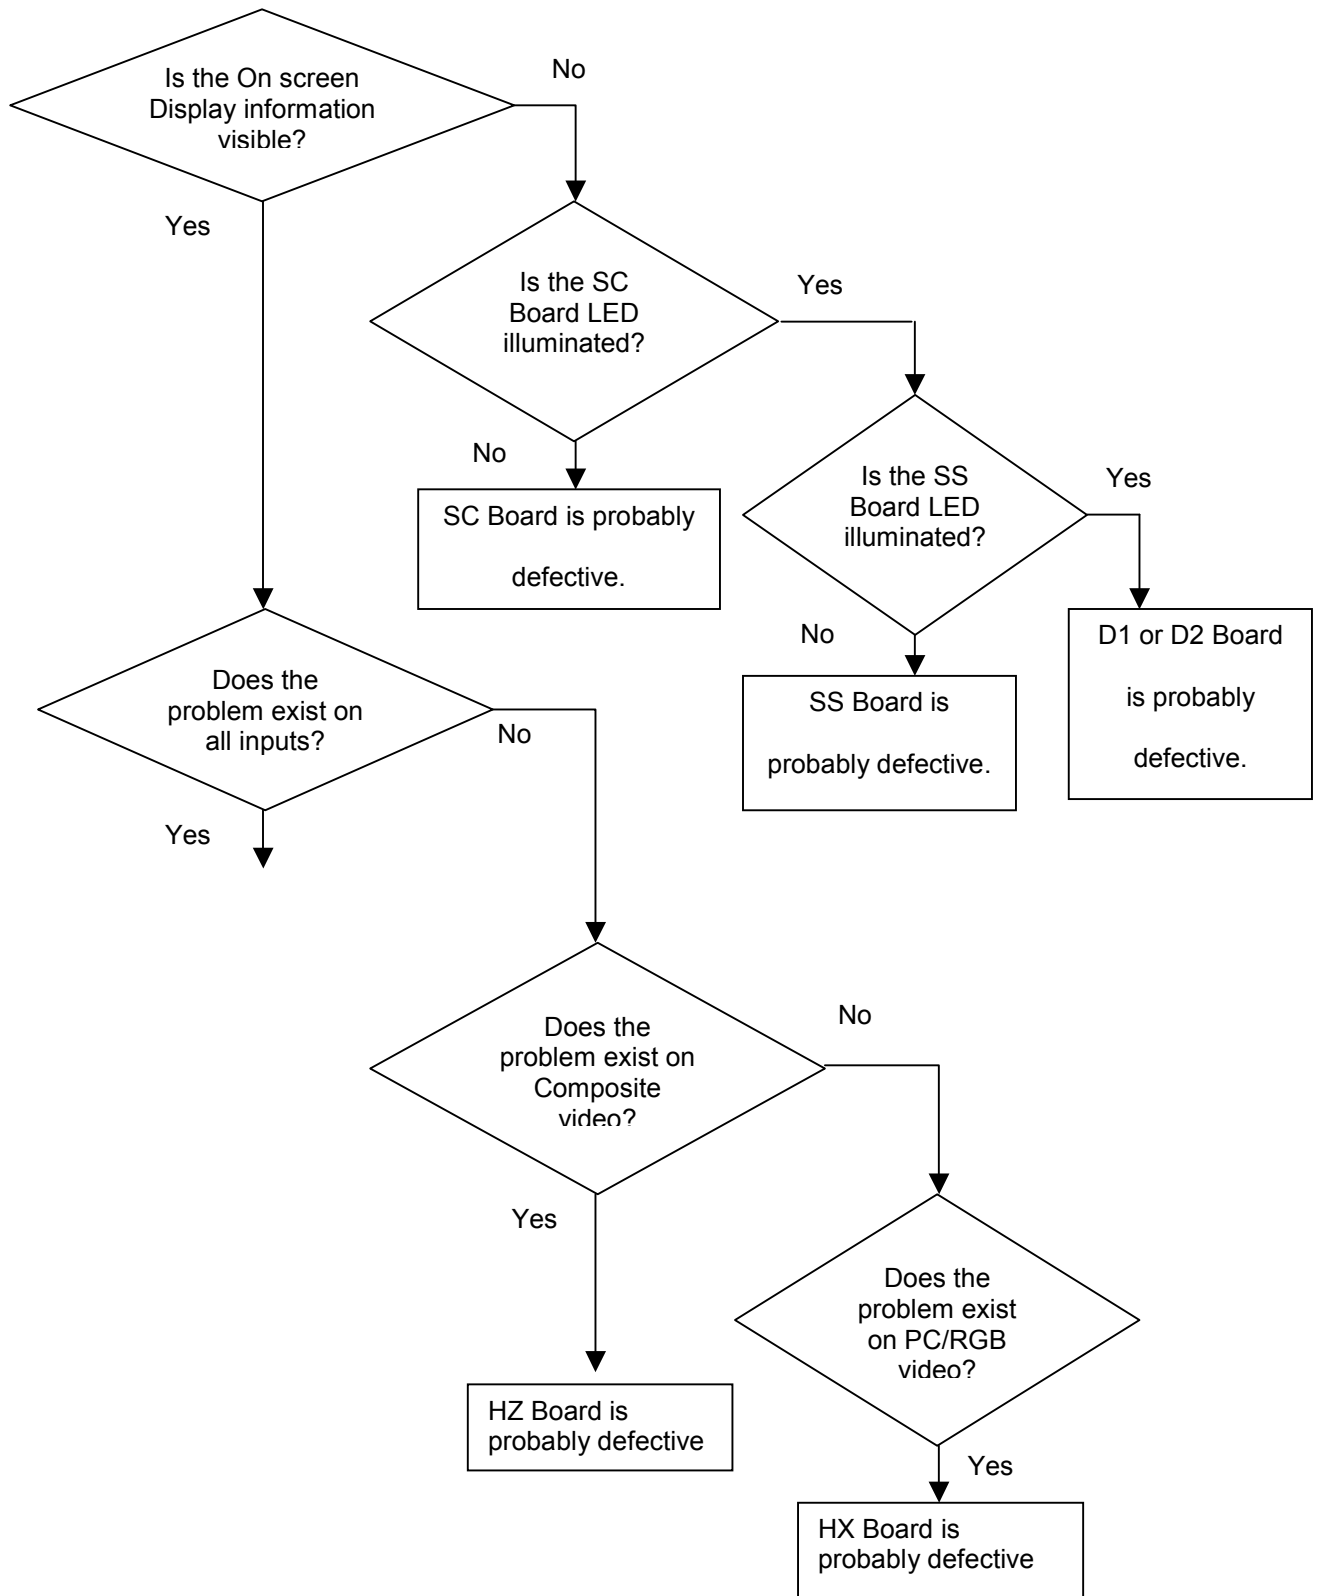 Is the On screen
Display information
visible?
No
Yes
Is the SC
Board LED
illuminated?
Yes
No
SC Board is probably
defective.
Is the SS
Board LED
illuminated?
Yes
No
SS Board is
probably defective.
D1 or D2 Board
is probably
defective.
Does the
problem exist on
all inputs?
No
Yes
Does the
problem exist on
Composite
video?
No
Yes
HZ Board is
probably defective
Does the
problem exist
on PC/RGB
video?
Yes
HX Board is
probably defective